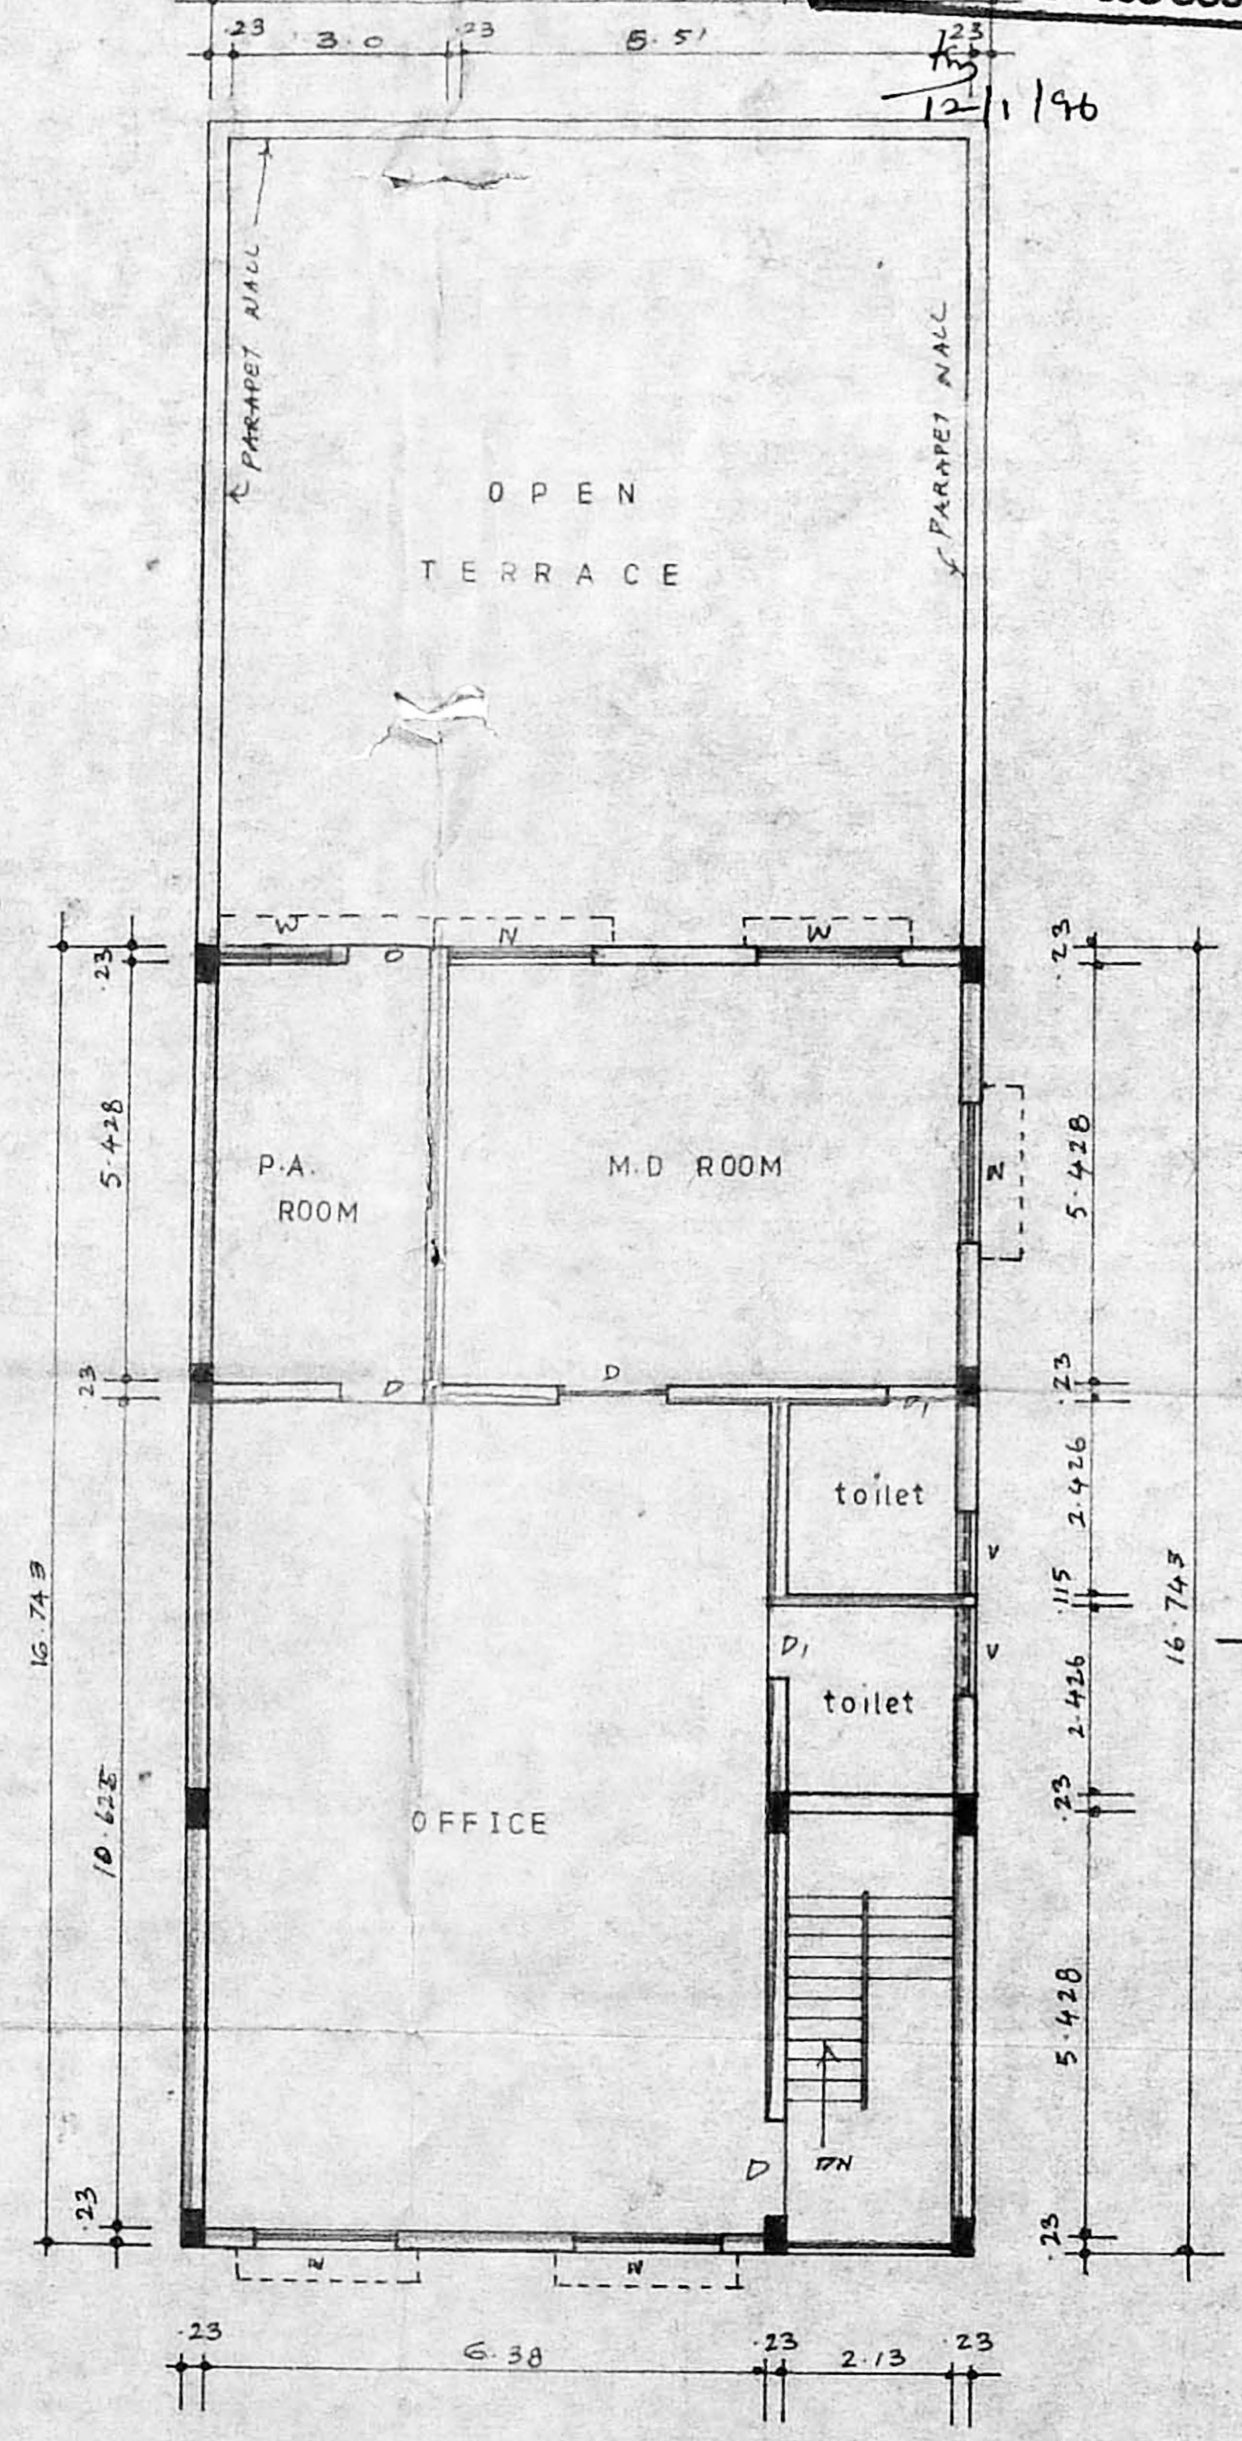 .23
3.0
.23
5.51
.23
12/1/96
PARAPET WALL
PARAPET WALL
OPEN
TERRACE
W
W
W
D
.23
.23
5.428
P.A.
ROOM
M.D ROOM
W
5.428
.23
D
D
D1
.23
toilet
2.426
V
16.743
.115
16.743
D1
V
toilet
2.426
10.625
OFFICE
.23
5.428
D
DN
.23
.23
W
W
.23
6.38
.23
2.13
.23